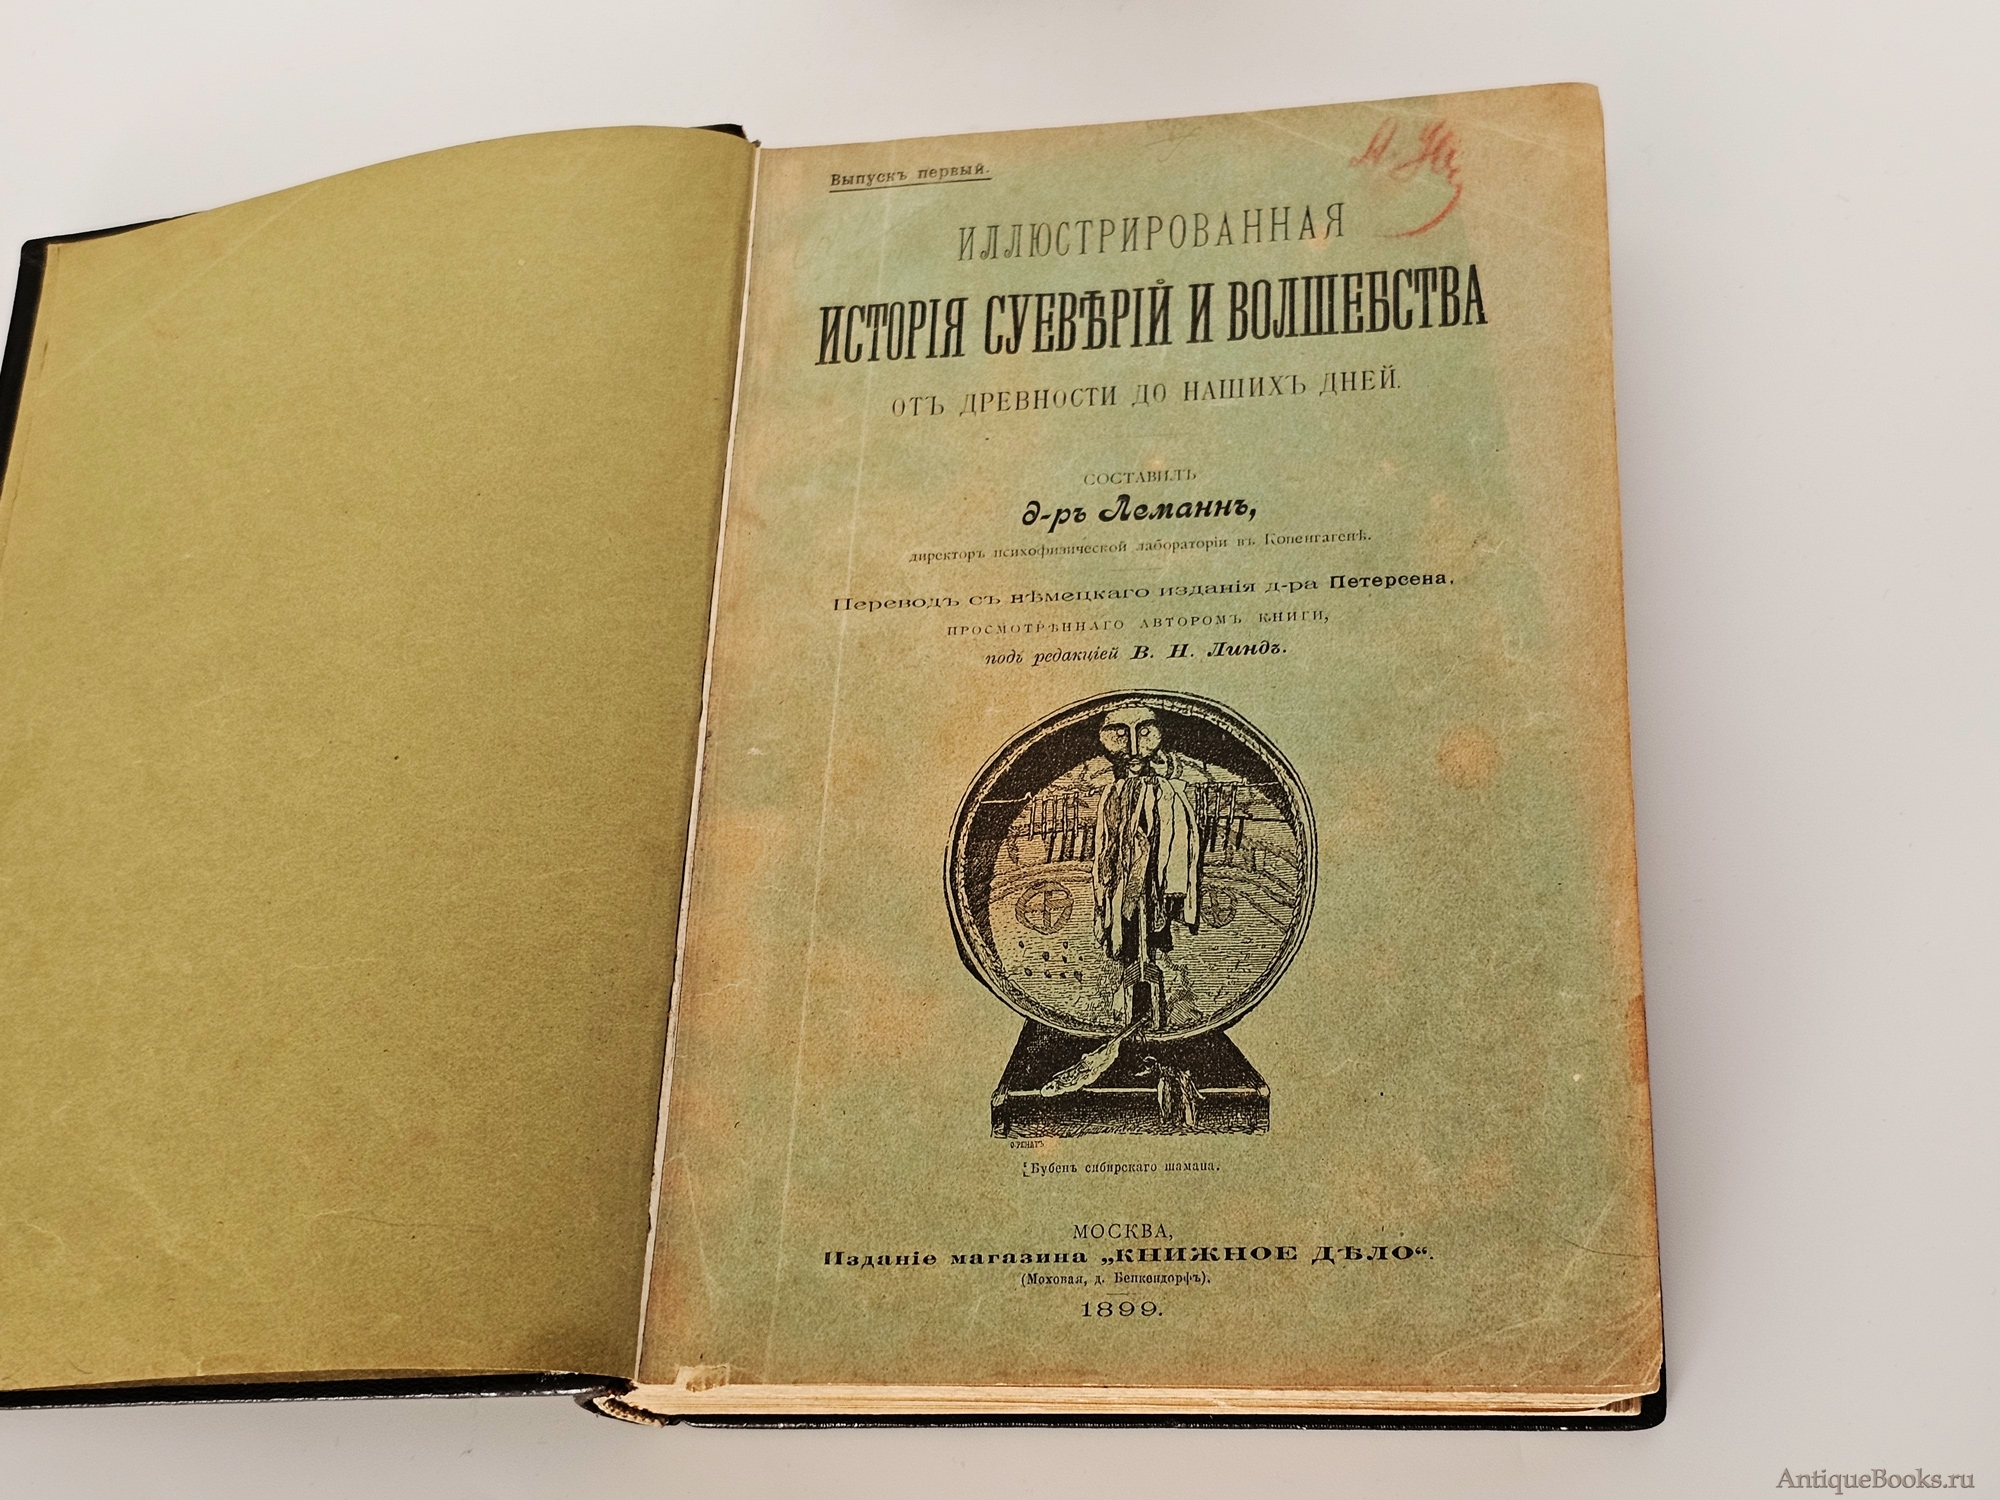 Выпускъ первый.
ИЛЛЮСТРИРОВАННАЯ
ИСТОРІЯ СУЕВѢРІЙ И ВОЛШЕБСТВА
ОТЪ ДРЕВНОСТИ ДО НАШИХЪ ДНЕЙ.
СОСТАВИЛЪ
д-ръ Леманнъ,
директоръ психофизической лабораторіи въ Копенгагенѣ.
Переводъ съ нѣмецкаго изданія д-ра Петерсена,
ПРОСМОТРѢННАГО АВТОРОМЪ КНИГИ,
подъ редакціей В. Н. Линдъ.
Бубенъ сибирскаго шамана.
МОСКВА,
Изданіе магазина „КНИЖНОЕ ДѢЛО“.
(Моховая, д. Бенкендорфъ).
1899.
AntiqueBooks.ru